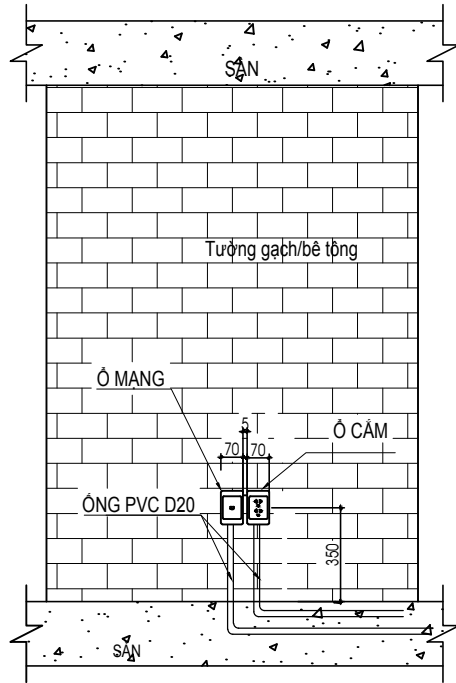 SÀN
Tường gạch/bê tông
Ổ MẠNG
5
70
70
Ổ CẮM
ỐNG PVC D20
350
SÀN